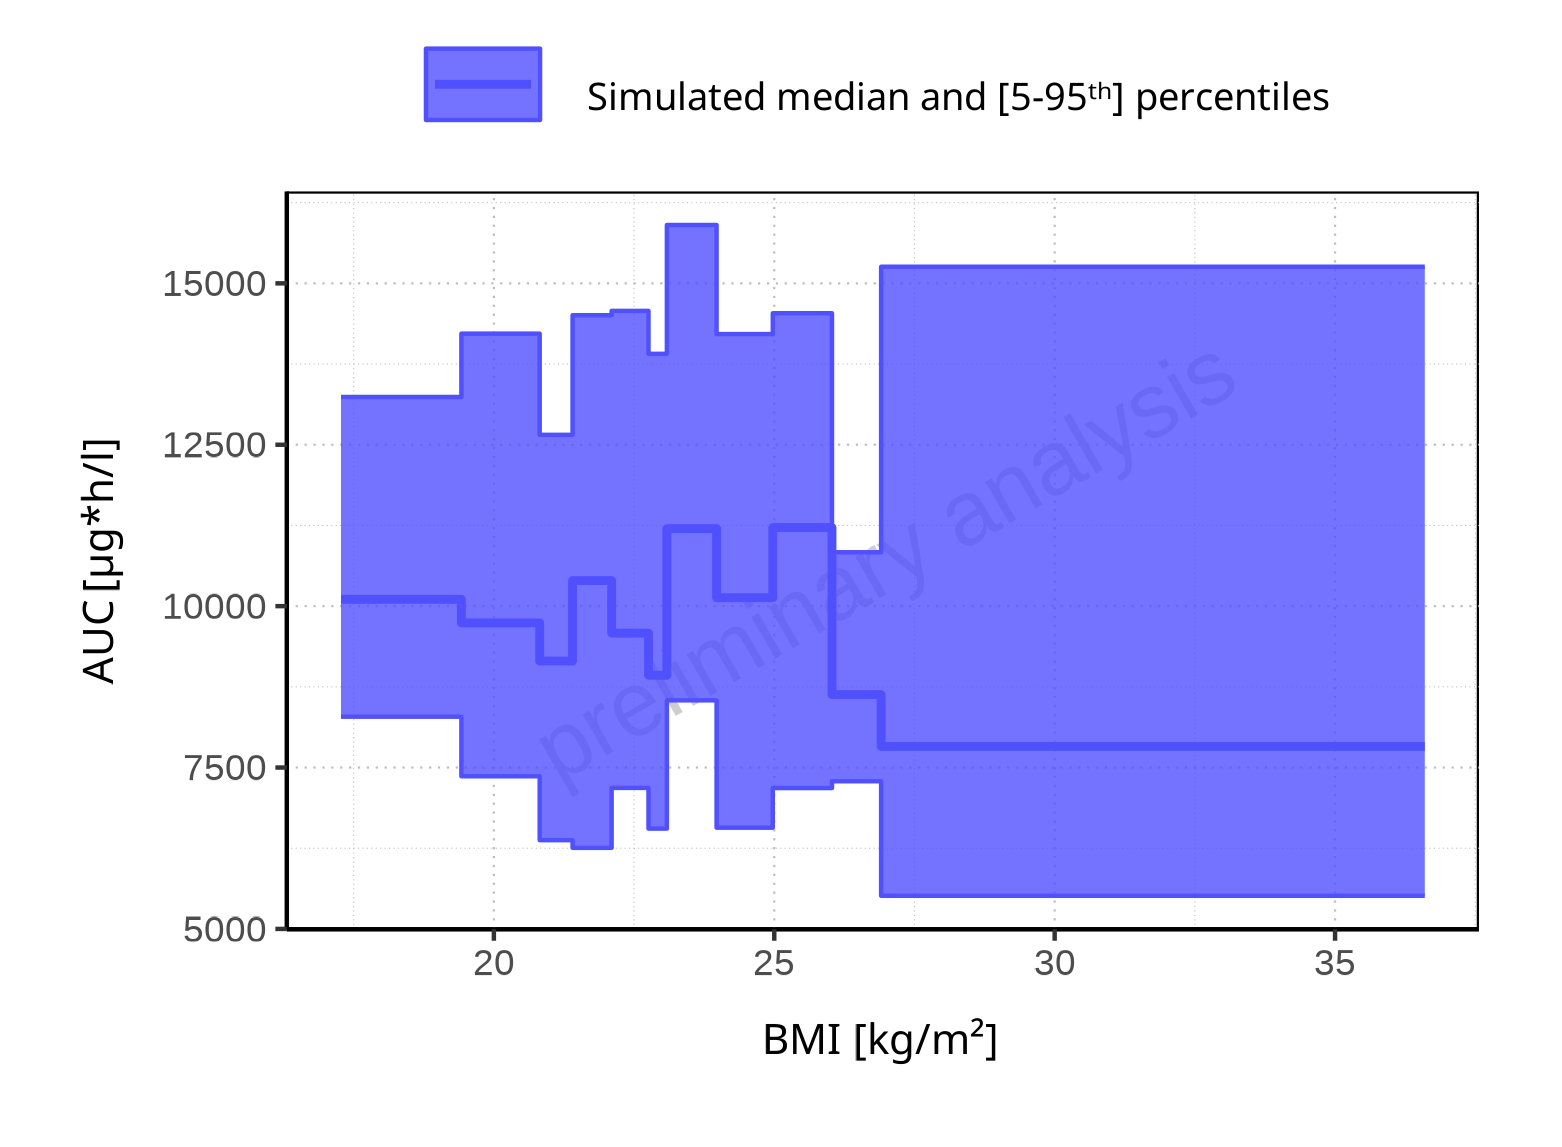 Simulated median and [5-95ᵗʰ] percentiles
AUC [µg*h/l]
15000
12500
10000
7500
5000
preliminary analysis
20 25 30 35
BMI [kg/m²]